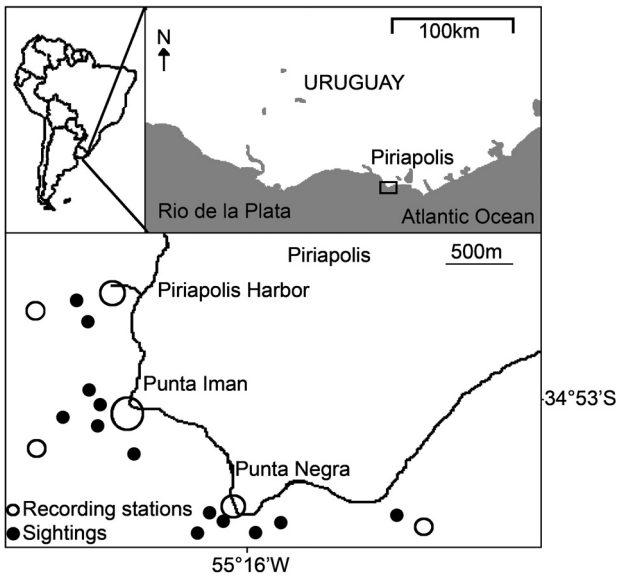 100km
N
URUGUAY
Piriapolis
Rio de la Plata
Atlantic Ocean
Piriapolis
500m
Piriapolis Harbor
Punta Iman
34°53'S
Punta Negra
Recording stations
Sightings
55°16'W